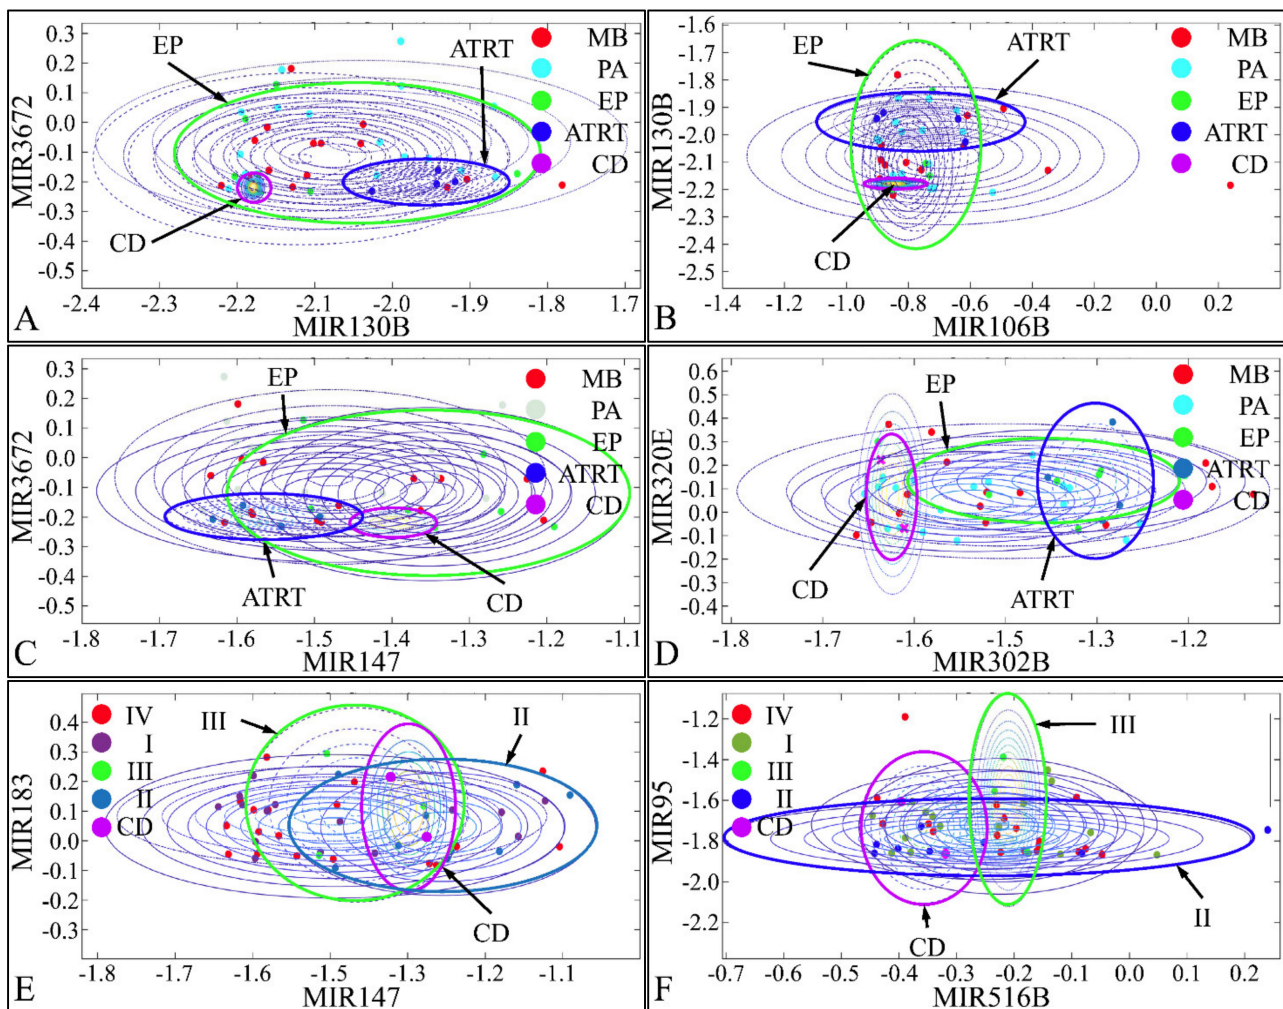 0.3
0.2
0.1
0.0
-0.1
-0.2
-0.3
-0.4
-0.5
MIR3672
EP
ATRT
CD
MB
PA
EP
ATRT
CD
-2.4 -2.3 -2.2 -2.1 -2.0 -1.9 -1.8 1.7
A MIR130B
-1.5
-1.6
-1.7
-1.8
-1.9
-2.0
-2.1
-2.2
-2.3
-2.4
-2.5
MIR130B
EP
ATRT
CD
MB
PA
EP
ATRT
CD
-1.4 -1.2 -1.0 -0.8 -0.6 -0.4 -0.2 0.0 0.2 0.4
B MIR106B
0.3
0.2
0.1
0.0
-0.1
-0.2
-0.3
-0.4
-0.5
MIR3672
EP
ATRT
CD
MB
PA
EP
ATRT
CD
-1.8 -1.7 -1.6 -1.5 -1.4 -1.3 -1.2 -1.1
C MIR147
0.6
0.5
0.4
0.3
0.2
0.1
0.0
-0.1
-0.2
-0.3
-0.4
MIR320E
EP
CD
ATRT
MB
PA
EP
ATRT
CD
-1.8 -1.7 -1.6 -1.5 -1.4 -1.3 -1.2
D MIR302B
0.4
0.3
0.2
0.1
0.0
-0.1
-0.2
-0.3
MIR183
IV
I
III
II
CD
III
II
CD
-1.8 -1.7 -1.6 -1.5 -1.4 -1.3 -1.2 -1.1
E MIR147
-1.2
-1.4
-1.6
-1.8
-2.0
-2.2
MIR95
IV
I
III
II
CD
III
II
CD
-0.7 -0.6 -0.5 -0.4 -0.3 -0.2 -0.1 0.0 0.1 0.2
F MIR516B